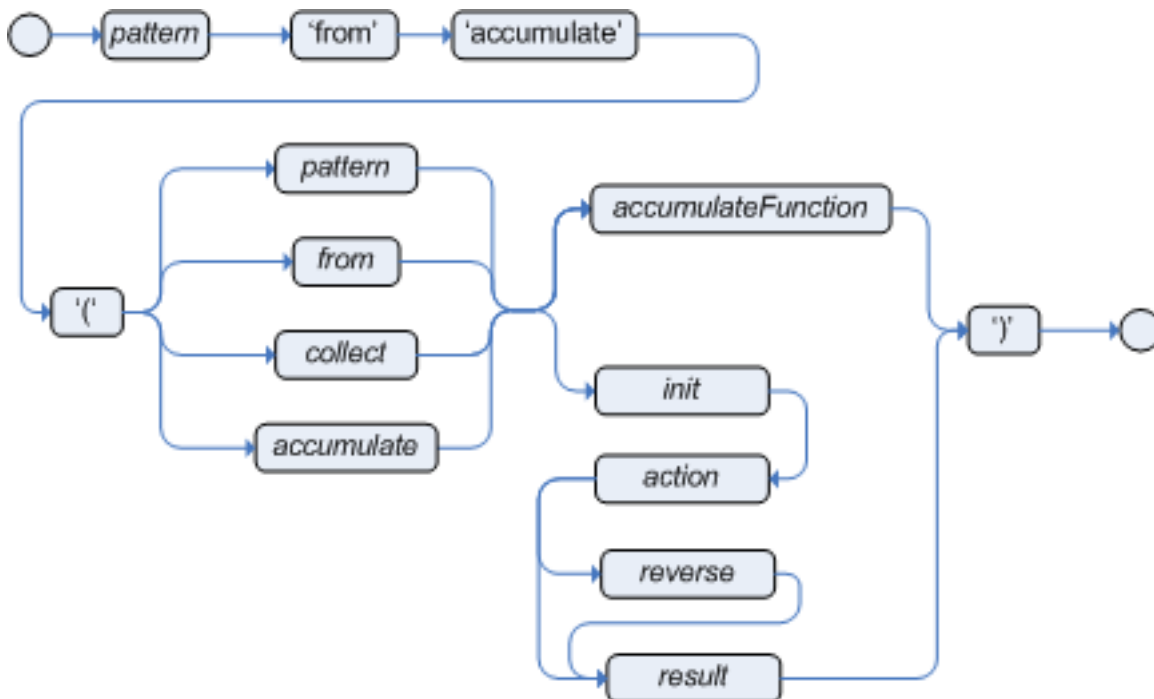 pattern
‘from’
‘accumulate’
pattern
accumulateFunction
from
‘(‘
‘)’
collect
init
accumulate
action
reverse
result